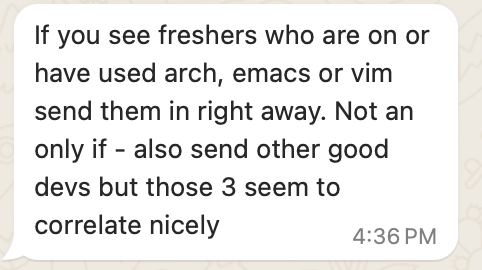 If you see freshers who are on or
have used arch, emacs or vim
send them in right away. Not an
only if - also send other good
devs but those 3 seem to
correlate nicely
4:36 PM